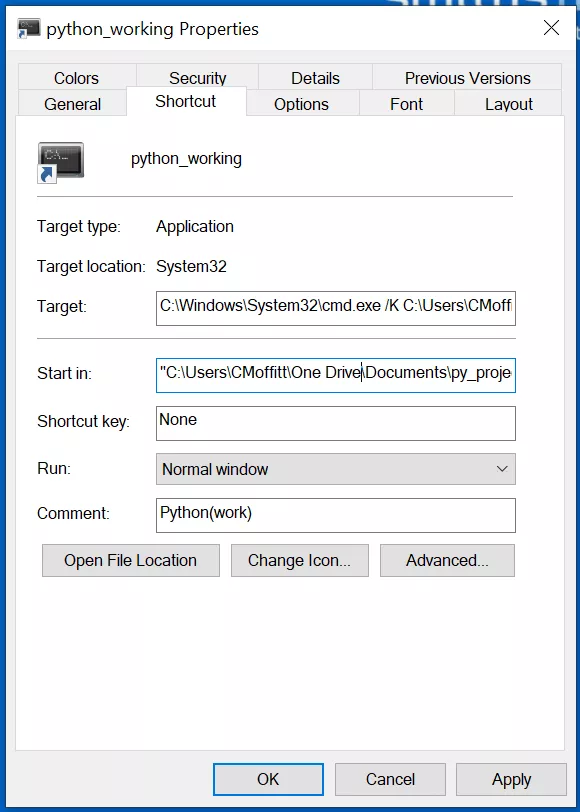 python_working Properties
Colors Security Details Previous Versions
General Shortcut Options Font Layout
python_working
Target type: Application
Target location: System32
Target: C:\Windows\System32\cmd.exe /K C:\Users\CMoffi
Start in: "C:\Users\CMoffitt\One Drive\Documents\py_proje
Shortcut key: None
Run: Normal window
Comment: Python(work)
Open File Location Change Icon... Advanced...
OK Cancel Apply